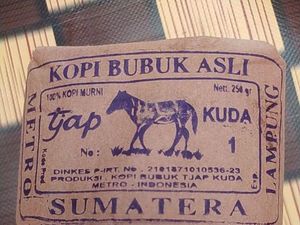 KOPI BUBUK ASLI
100% KOPI MURNI
Nett. 250 gr
tjap
KUDA
No :
1
DINKES P-IRT. No. 2101871010536-23
PRODUKSI . KOPI BUBUK TJAP KUDA
METRO - INDONESIA
METRO
LAMPUNG
SUMATERA